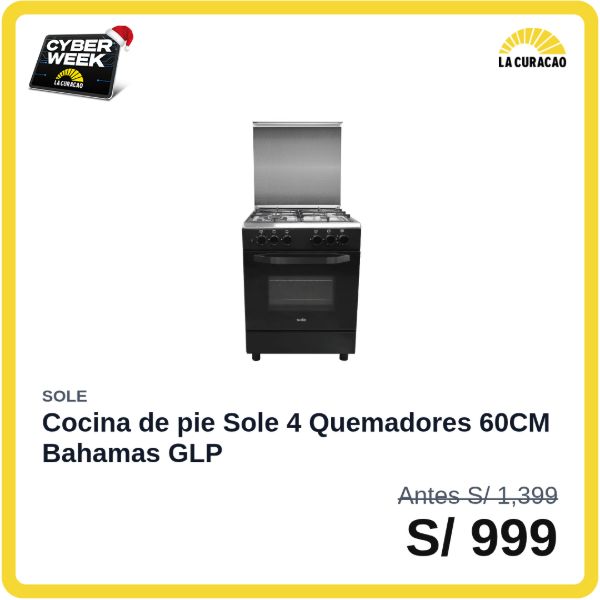 CYBER
WEEK
LA CURACAO
LA CURACAO
sole
SOLE
Cocina de pie Sole 4 Quemadores 60CM
Bahamas GLP
Antes S/ 1,399
S/ 999